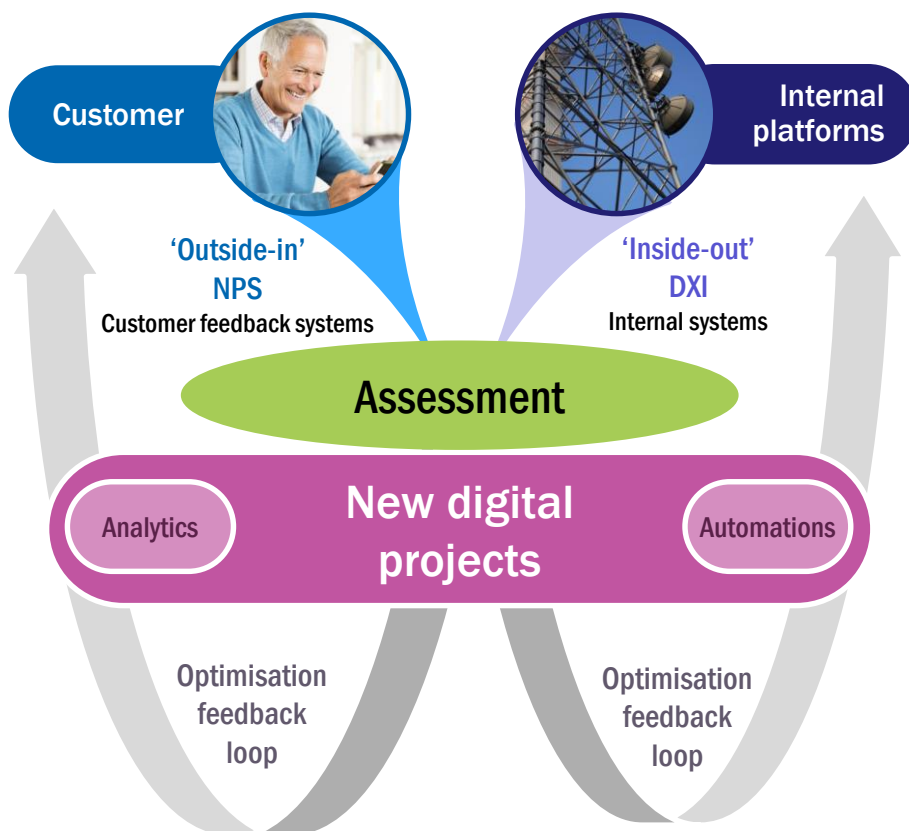 Customer
Internal
platforms
‘Outside-in’
NPS
Customer feedback systems
‘Inside-out’
DXI
Internal systems
Assessment
New digital
projects
Analytics
Automations
Optimisation
feedback
loop
Optimisation
feedback
loop